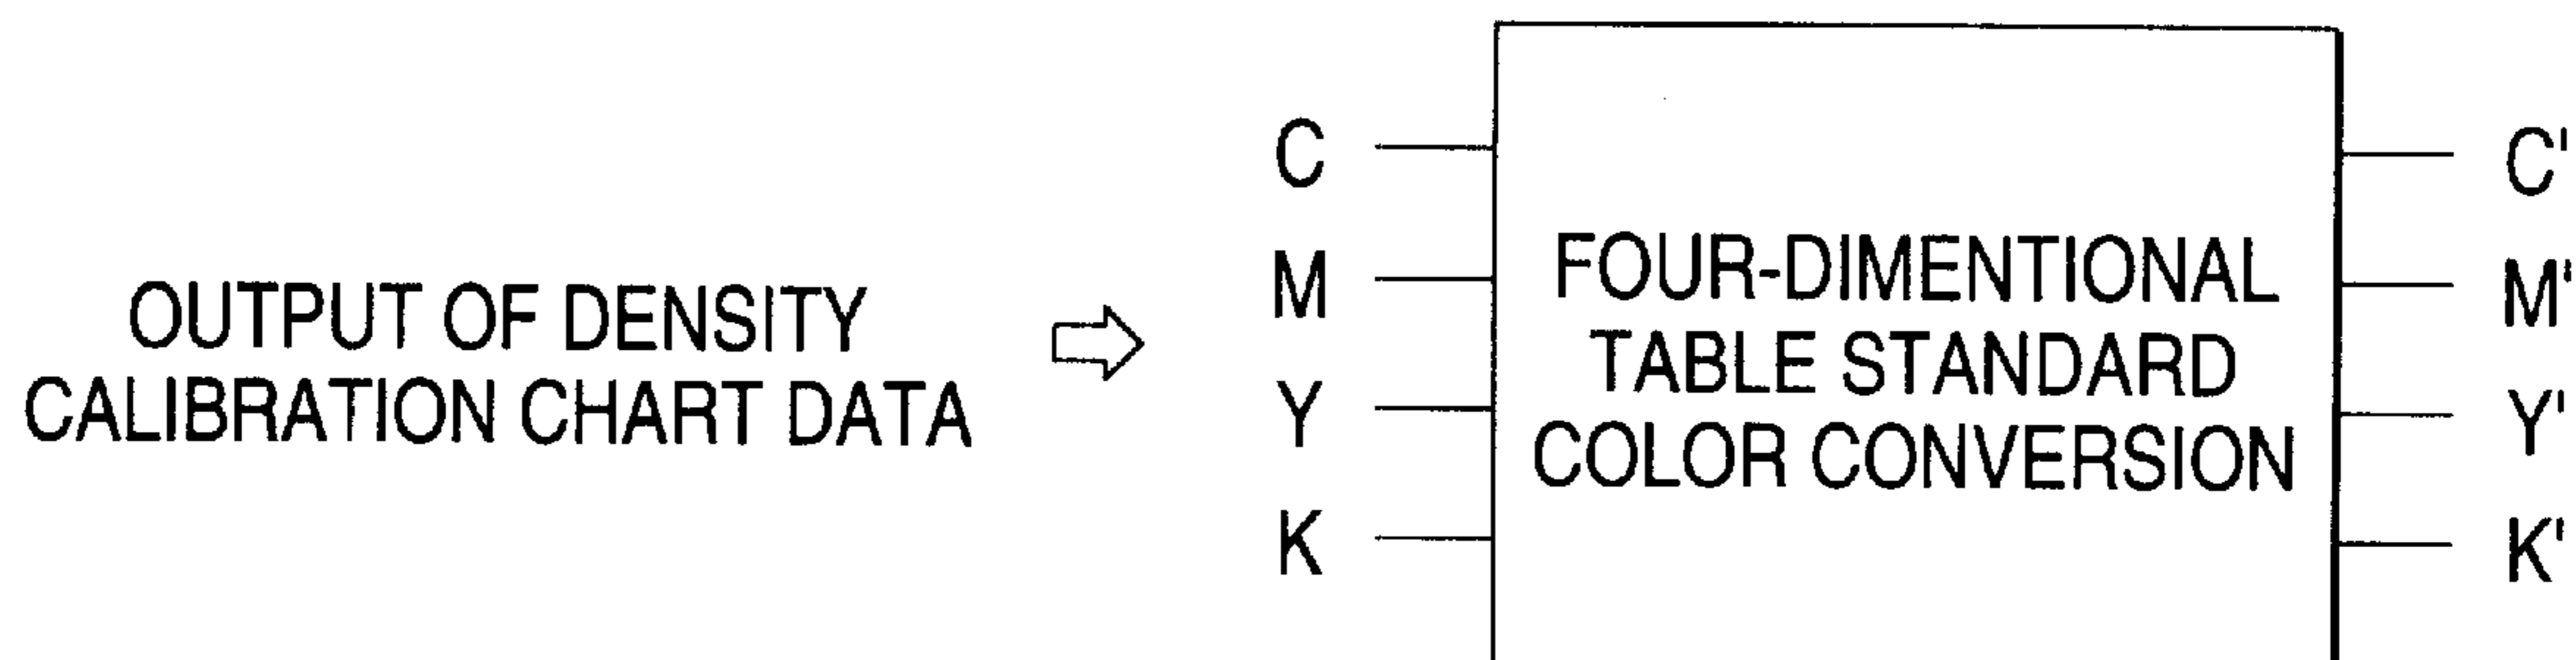 OUTPUT OF DENSITY
CALIBRATION CHART DATA
C
M
Y
K
FOUR-DIMENTIONAL
TABLE STANDARD
COLOR CONVERSION
C'
M'
Y'
K'